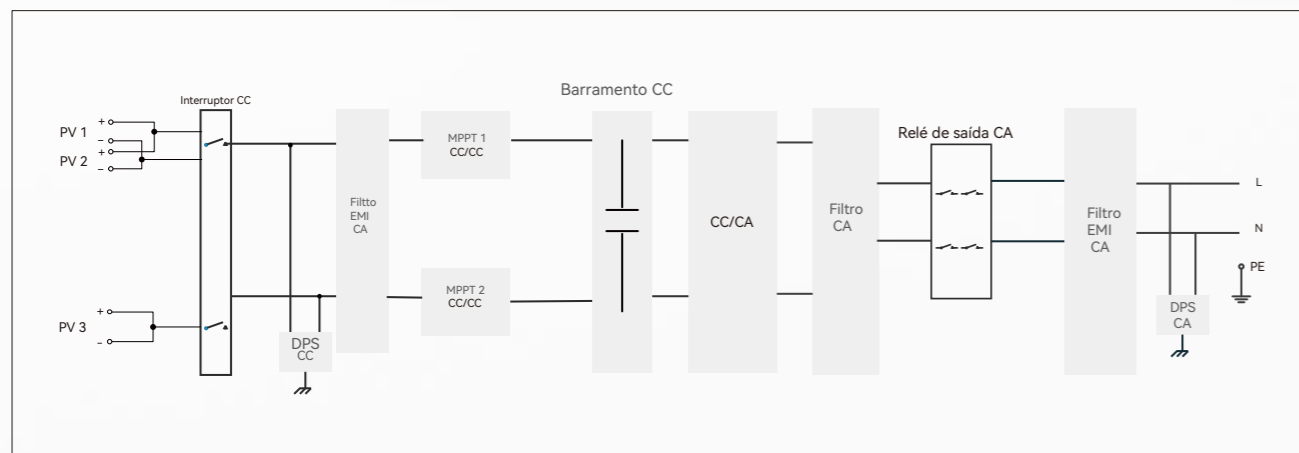 Barramento CC
Interruptor CC
PV 1
+
−
PV 2
+
−
PV 3
+
−
DPS
CC
Filtto
EMI
CA
MPPT 1
CC/CC
MPPT 2
CC/CC
CC/CA
Filtro
CA
Relé de saída CA
Filtro
EMI
CA
L
N
PE
DPS
CA